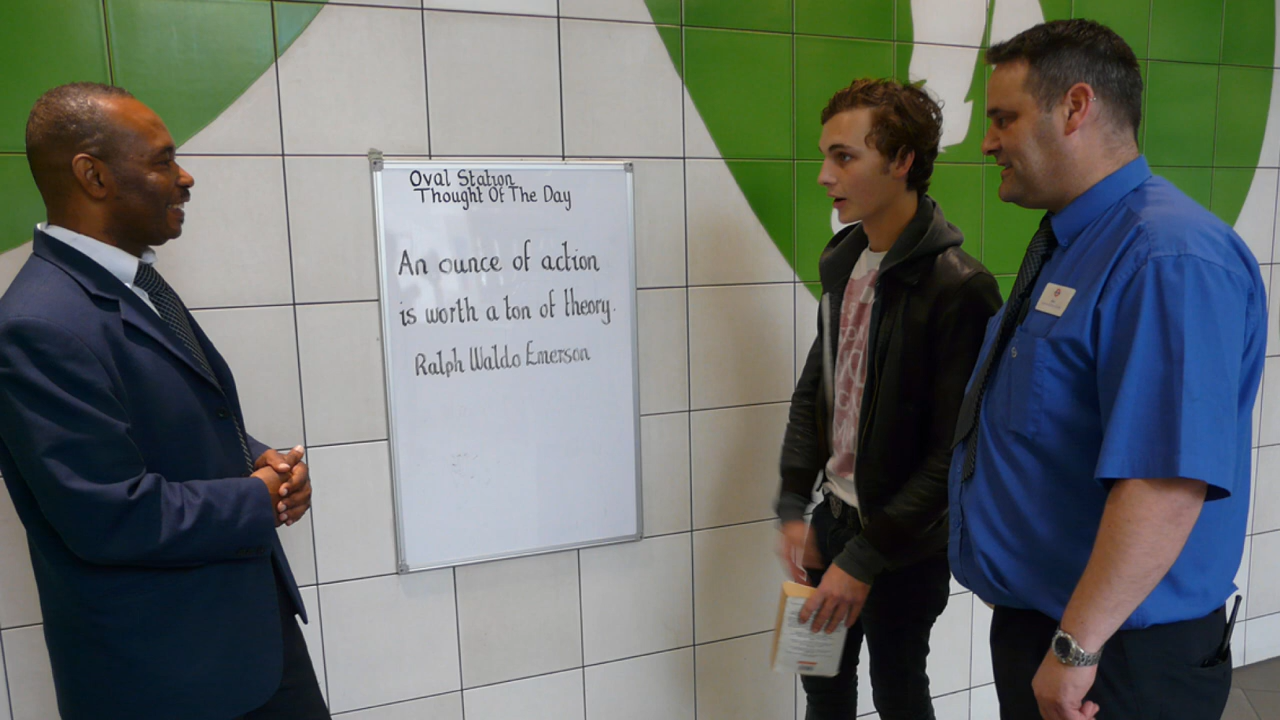 Oval Station
Thought Of The Day
An ounce of action
is worth a ton of theory.
Ralph Waldo Emerson